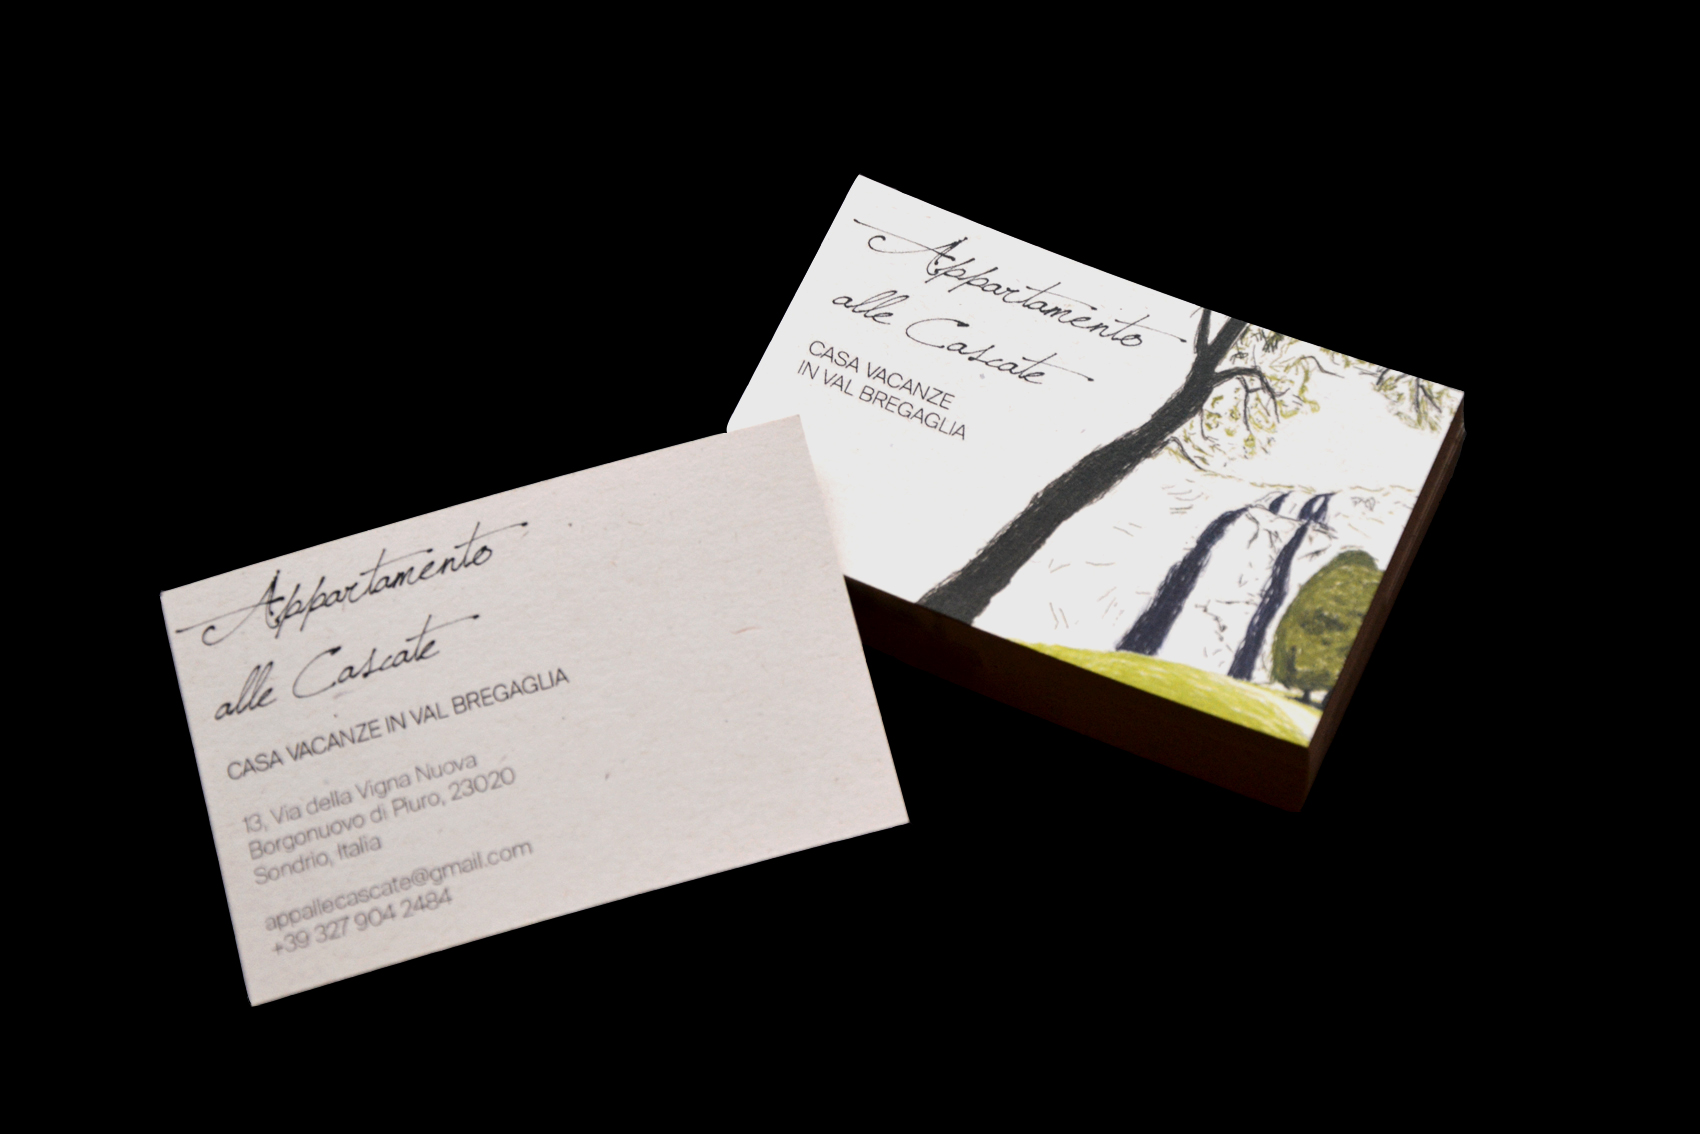 Appartamento
alle Cascate
CASA VACANZE
IN VAL BREGAGLIA
Appartamento
alle Cascate
CASA VACANZE IN VAL BREGAGLIA
13, Via della Vigna Nuova
Borgonuovo di Piuro, 23020
Sondrio, Italia
appallecascate@gmail.com
+39 327 904 2484